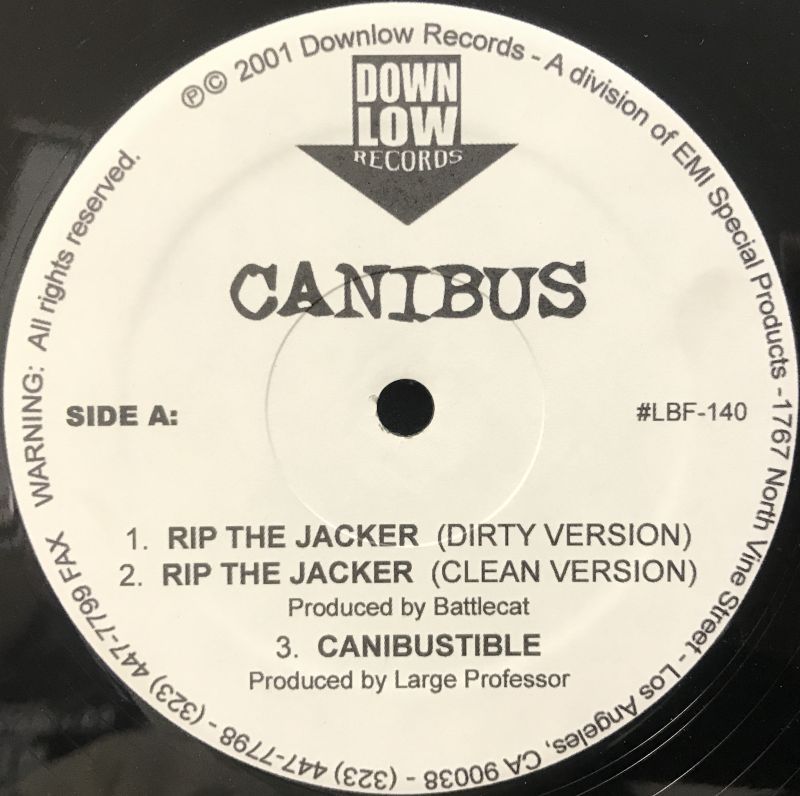 ℗© 2001 Downlow Records - A division of EMI Special Products -1767 North Vine Street - Los Angeles, CA 90038 - (323) 447-7798 - (323) 447-7799 FAX WARNING: All rights reserved.
DOWN
LOW
RECORDS
CANIBUS
SIDE A:
#LBF-140
1. RIP THE JACKER (DIRTY VERSION)
2. RIP THE JACKER (CLEAN VERSION)
Produced by Battlecat
3. CANIBUSTIBLE
Produced by Large Professor